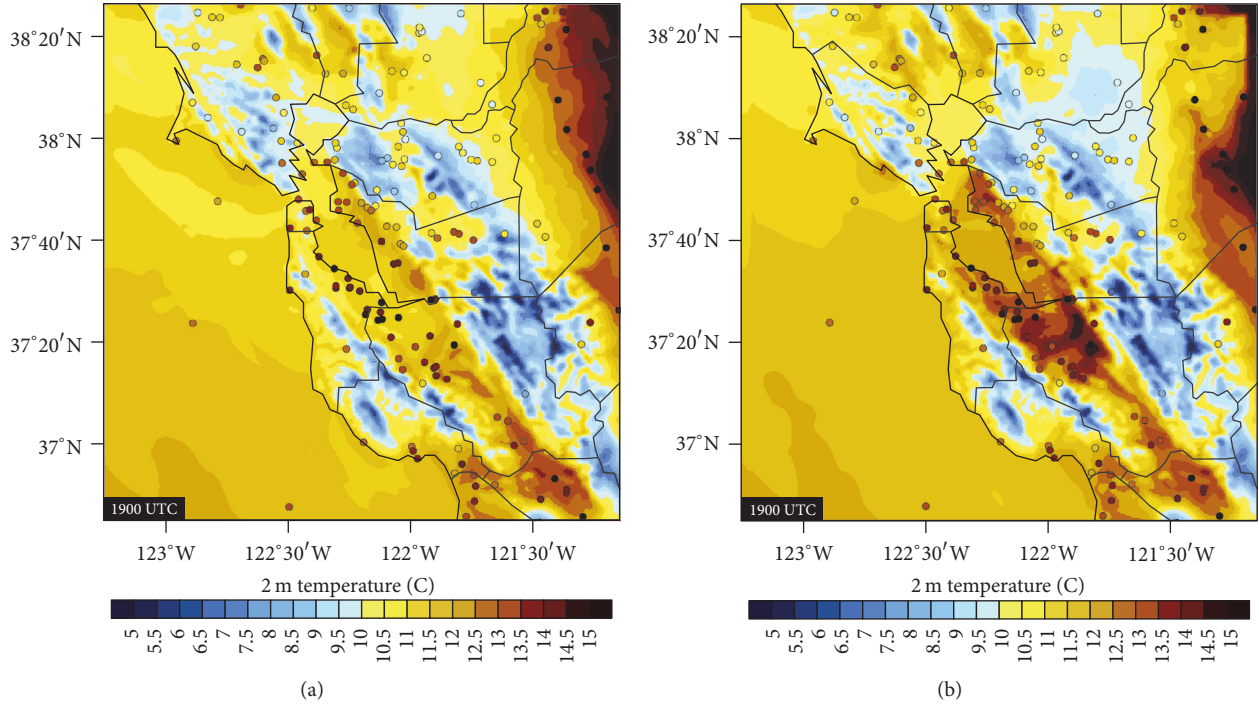 38°20′N
38°N
37°40′N
37°20′N
37°N
1900 UTC
123°W
122°30′W
122°W
121°30′W
2 m temperature (C)
5
5.5
6
6.5
7
7.5
8
8.5
9
9.5
10
10.5
11
11.5
12
12.5
13
13.5
14
14.5
15
(a)
38°20′N
38°N
37°40′N
37°20′N
37°N
1900 UTC
123°W
122°30′W
122°W
121°30′W
2 m temperature (C)
5
5.5
6
6.5
7
7.5
8
8.5
9
9.5
10
10.5
11
11.5
12
12.5
13
13.5
14
14.5
15
(b)